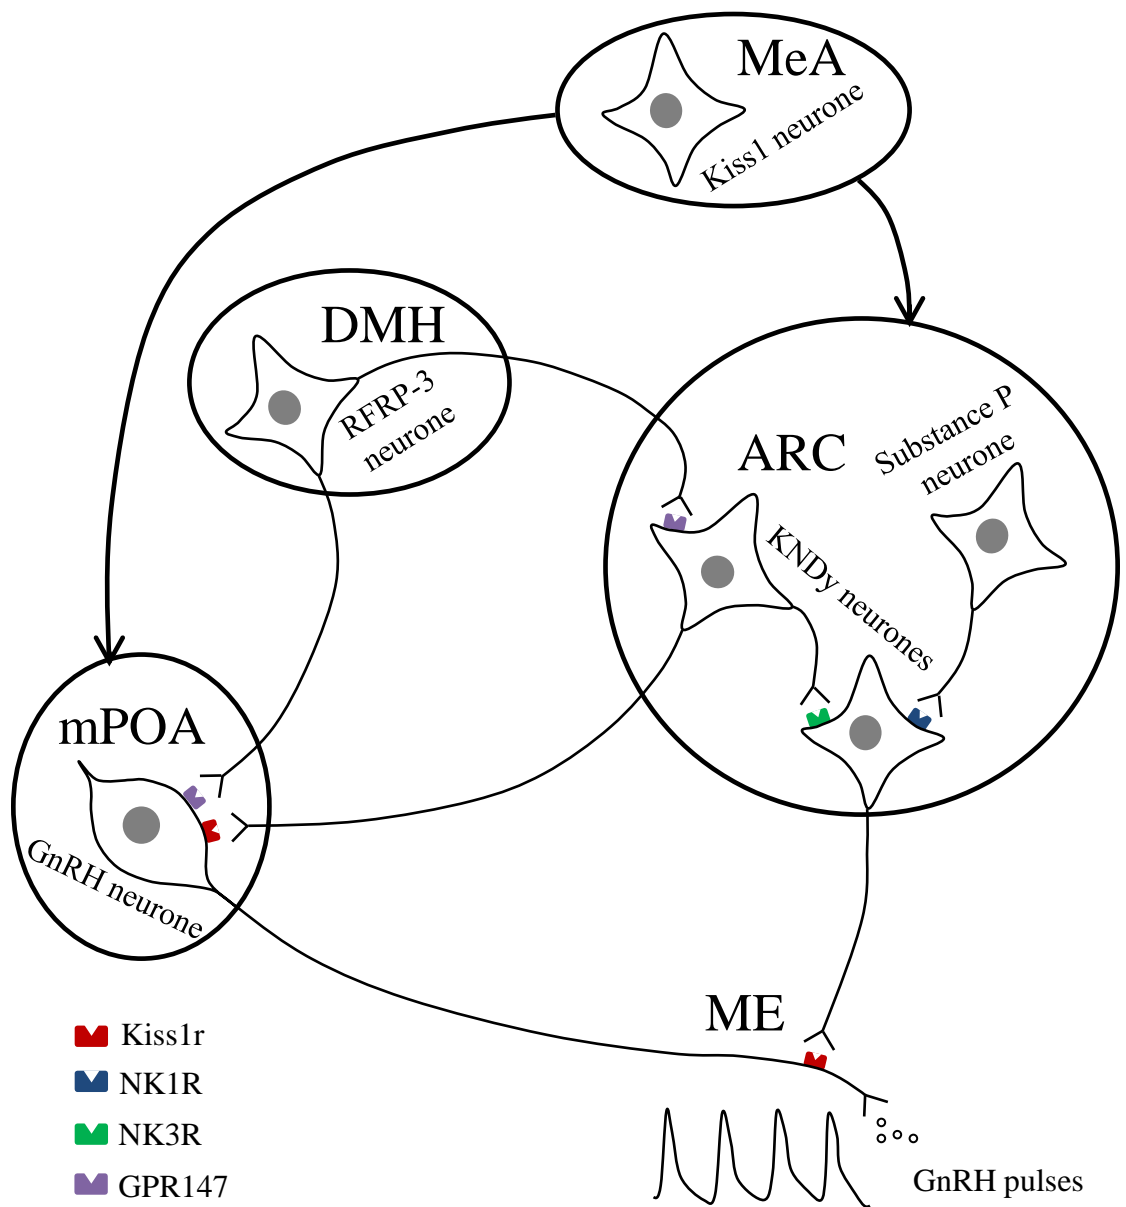 MeA
Kiss1 neurone
DMH
RFRP-3
neurone
ARC
Substance P
neurone
KNDy neurones
mPOA
GnRH neurone
ME
Kiss1r
NK1R
NK3R
GPR147
GnRH pulses